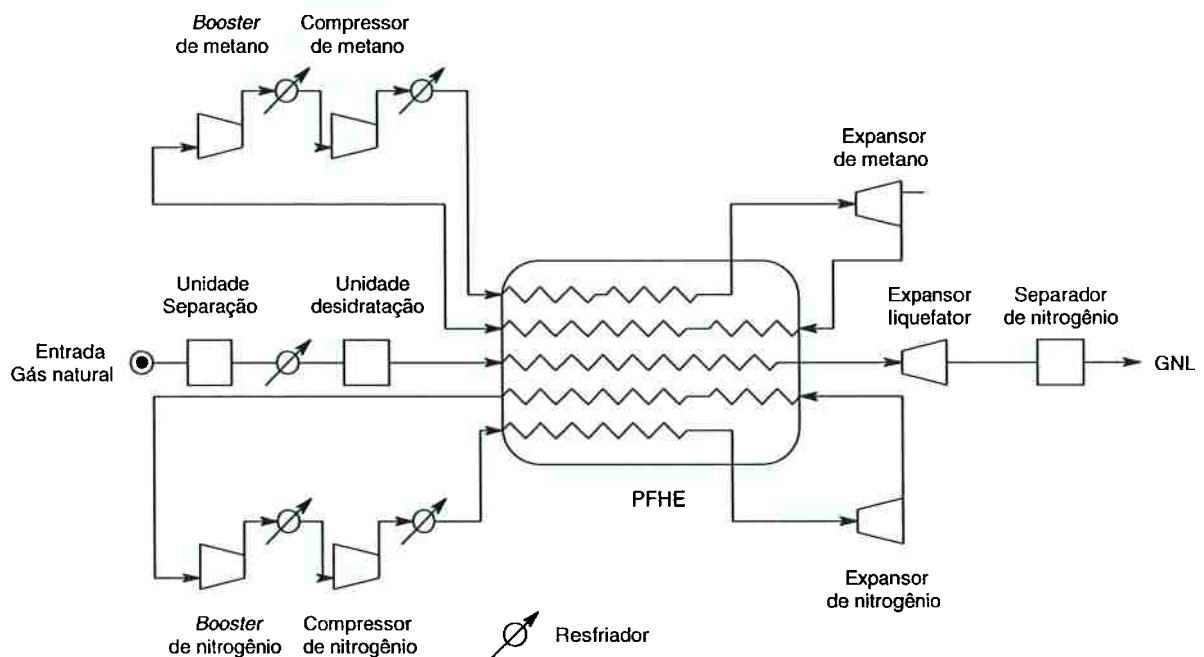 Booster
de metano
Compressor
de metano
Expansor
de metano
Unidade
Separação
Unidade
desidratação
Expansor
liquefator
Separador
de nitrogênio
Entrada
Gás natural
GNL
PFHE
Booster
de nitrogênio
Compressor
de nitrogênio
Expansor
de nitrogênio
Resfriador